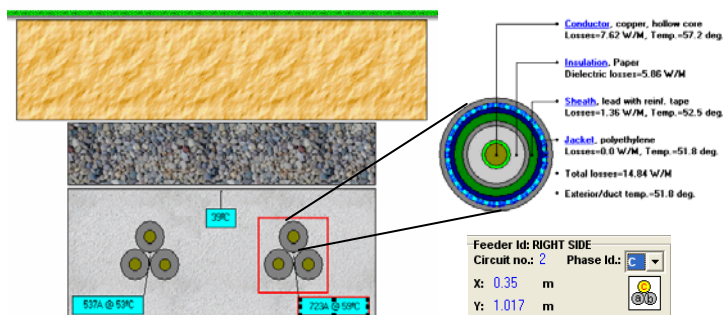 Conductor, copper, hollow core
Losses=7.62 W/M, Temp.=57.2 deg.
Insulation, Paper
Dielectric losses=5.86 W/M
Sheath, lead with reinf. tape
Losses=1.36 W/M, Temp.=52.5 deg.
Jacket, polyethylene
Losses=0.0 W/M, Temp.=51.8 deg.
Total losses=14.84 W/M
Exterior/duct temp.=51.8 deg.
39ºC
537A @ 53ºC
723A @ 59ºC
Feeder Id: RIGHT SIDE
Circuit no.: 2 Phase Id.: C
X: 0.35 m
Y: 1.017 m
c
a b